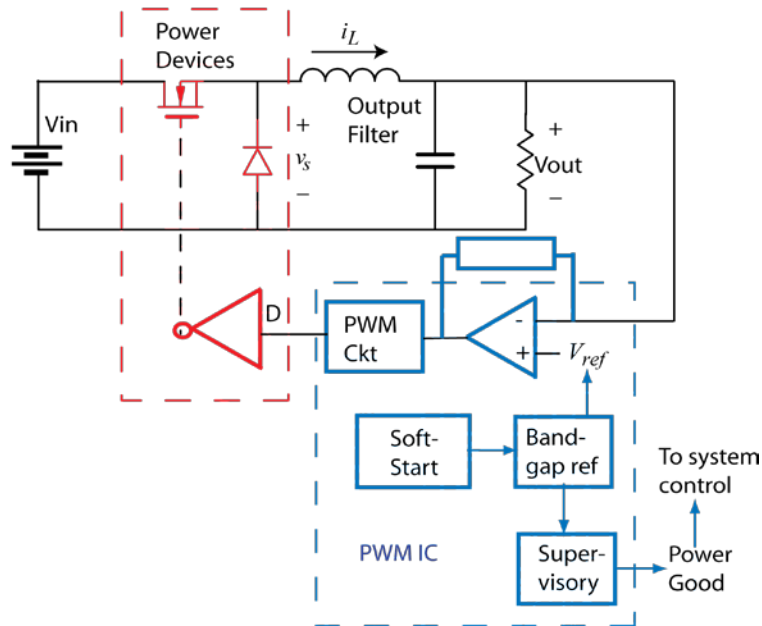 Power
Devices
i_L
Vin
Output
Filter
+
v_s
−
+
Vout
−
D
PWM
Ckt
-
+
V_ref
Soft-
Start
Band-
gap ref
To system
control
PWM IC
Super-
visory
Power
Good